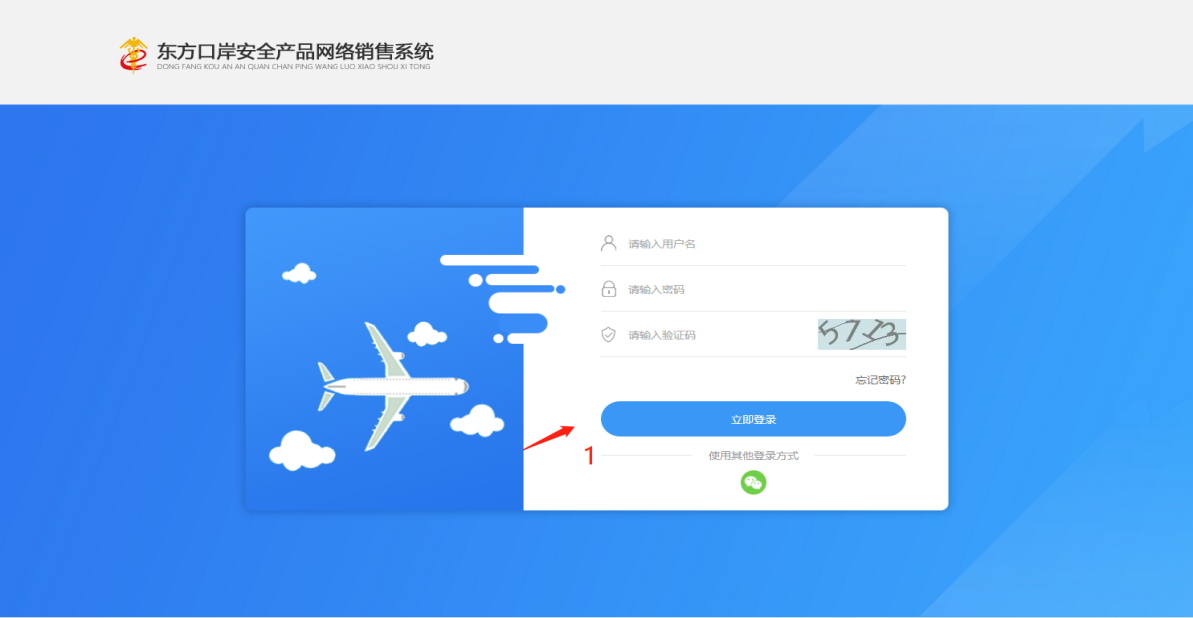 东方口岸安全产品网络销售系统
DONG FANG KOU AN AN QUAN CHAN PING WANG LUO XIAO SHOU XI TONG
请输入用户名
请输入密码
请输入验证码
5713
忘记密码?
立即登录
1
使用其他登录方式